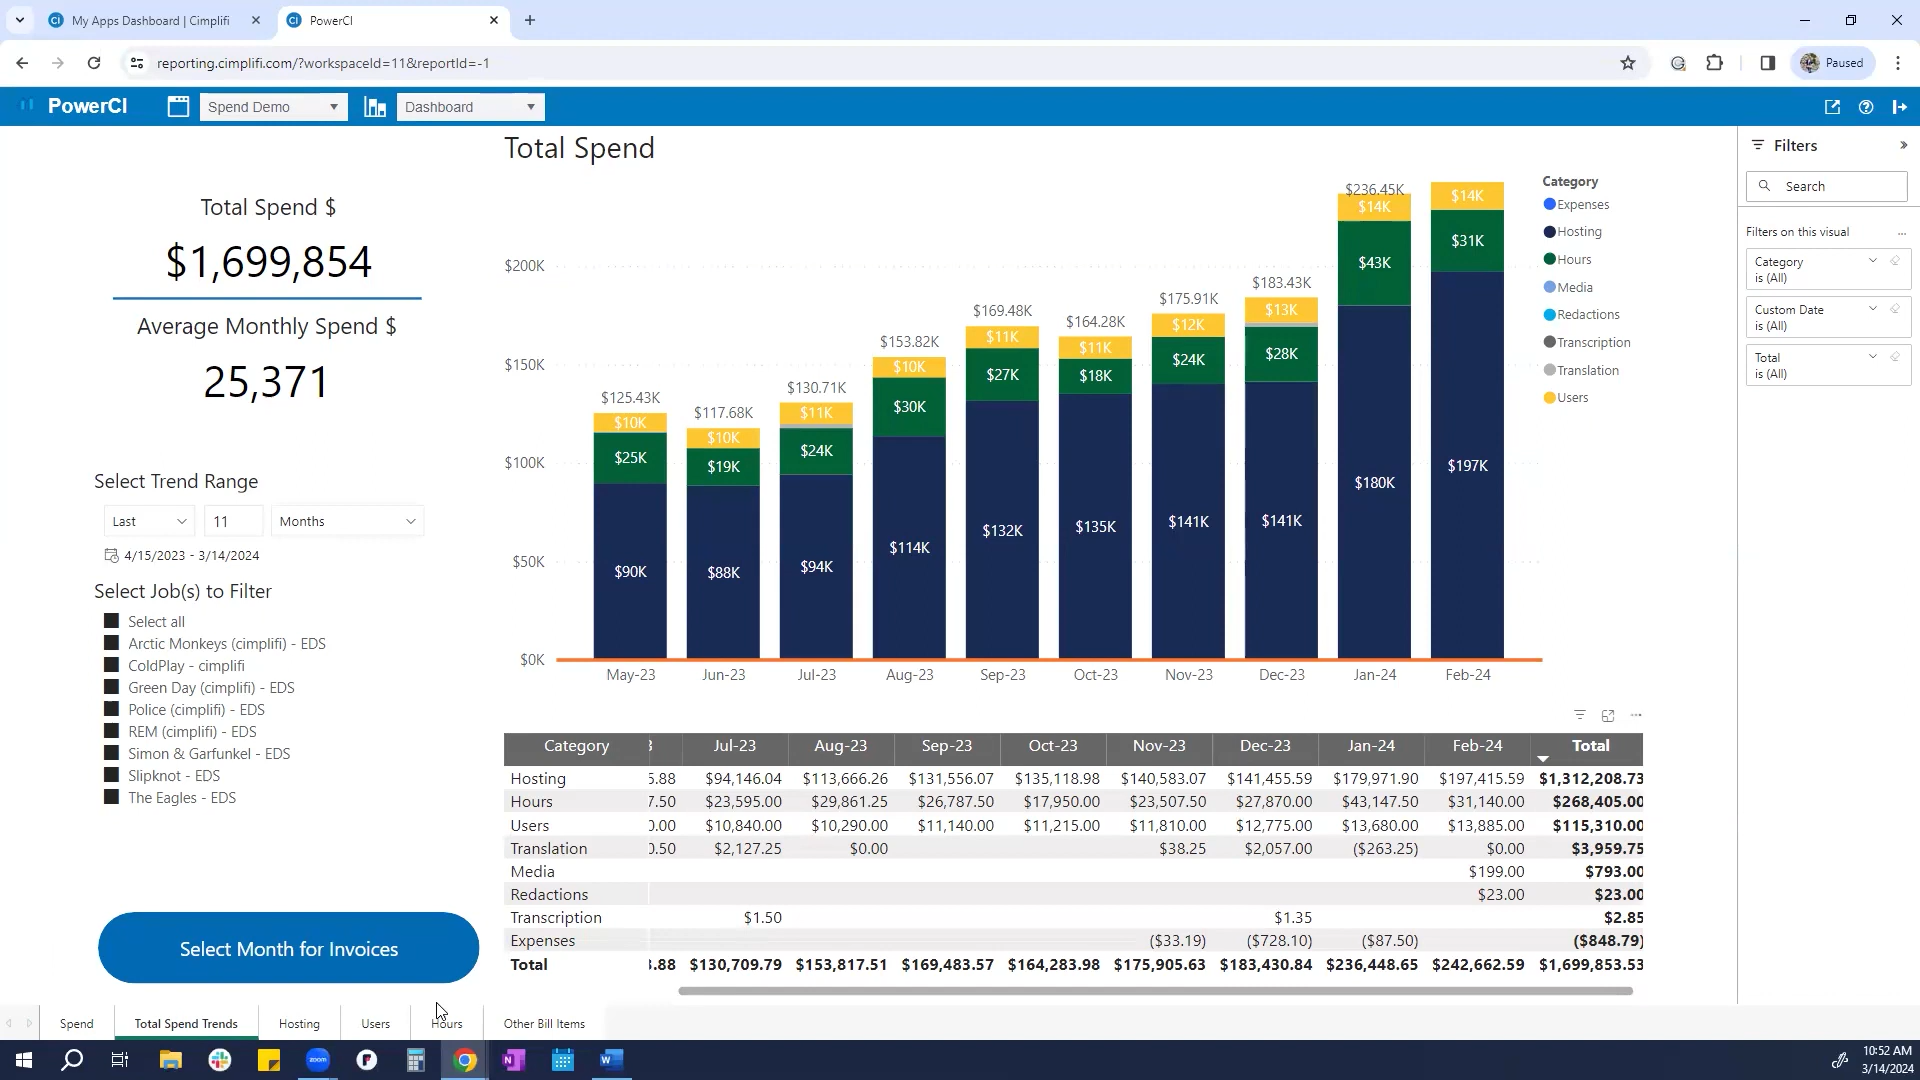 My Apps Dashboard | Cimplifi
PowerCI
reporting.cimplifi.com/?workspaceId=11&reportId=-1
Paused
PowerCI
Spend Demo
Dashboard
Total Spend
Total Spend $
$1,699,854
Average Monthly Spend $
25,371
Select Trend Range
Last 11 Months
4/15/2023 - 3/14/2024
Select Job(s) to Filter
Select all
Arctic Monkeys (cimplifi) - EDS
ColdPlay - cimplifi
Green Day (cimplifi) - EDS
Police (cimplifi) - EDS
REM (cimplifi) - EDS
Simon & Garfunkel - EDS
Slipknot - EDS
The Eagles - EDS
Select Month for Invoices
$200K
$150K
$100K
$50K
$0K
$125.43K
$10K
$25K
$90K
$117.68K
$10K
$19K
$88K
$130.71K
$11K
$24K
$94K
$153.82K
$10K
$30K
$114K
$169.48K
$11K
$27K
$132K
$164.28K
$11K
$18K
$135K
$175.91K
$12K
$24K
$141K
$183.43K
$13K
$28K
$141K
$236.45K
$14K
$43K
$180K
$14K
$31K
$197K
May-23 Jun-23 Jul-23 Aug-23 Sep-23 Oct-23 Nov-23 Dec-23 Jan-24 Feb-24
Category
Expenses
Hosting
Hours
Media
Redactions
Transcription
Translation
Users
Filters
Search
Filters on this visual
Category
is (All)
Custom Date
is (All)
Total
is (All)
Category 3 Jul-23 Aug-23 Sep-23 Oct-23 Nov-23 Dec-23 Jan-24 Feb-24 Total
Hosting 5.88 $94,146.04 $113,666.26 $131,556.07 $135,118.98 $140,583.07 $141,455.59 $179,971.90 $197,415.59 $1,312,208.73
Hours 7.50 $23,595.00 $29,861.25 $26,787.50 $17,950.00 $23,507.50 $27,870.00 $43,147.50 $31,140.00 $268,405.00
Users 0.00 $10,840.00 $10,290.00 $11,140.00 $11,215.00 $11,810.00 $12,775.00 $13,680.00 $13,885.00 $115,310.00
Translation 0.50 $2,127.25 $0.00 $38.25 $2,057.00 ($263.25) $0.00 $3,959.75
Media $199.00 $793.00
Redactions $23.00 $23.00
Transcription $1.50 $1.35 $2.85
Expenses ($33.19) ($728.10) ($87.50) ($848.79)
Total 3.88 $130,709.79 $153,817.51 $169,483.57 $164,283.98 $175,905.63 $183,430.84 $236,448.65 $242,662.59 $1,699,853.53
Spend
Total Spend Trends
Hosting
Users
Hours
Other Bill Items
10:52 AM
3/14/2024